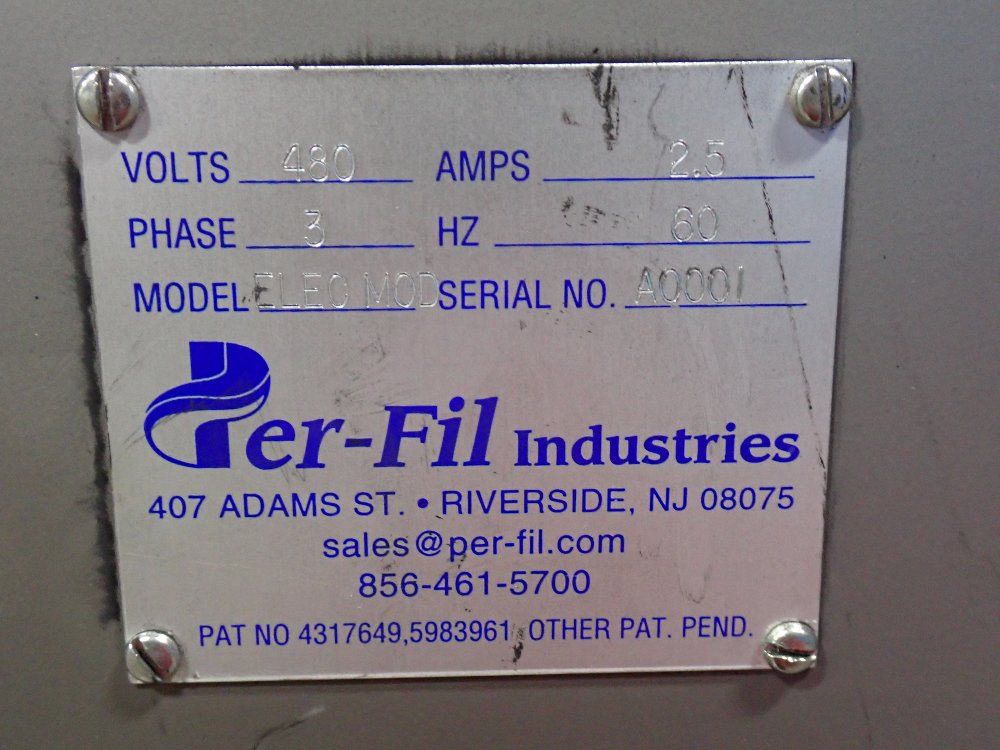 VOLTS 480 AMPS 2.5
PHASE 3 HZ 60
MODEL ELEC MOD SERIAL NO. A0001
Per-Fil Industries
407 ADAMS ST. • RIVERSIDE, NJ 08075
sales@per-fil.com
856-461-5700
PAT NO 4317649,5983961 OTHER PAT. PEND.